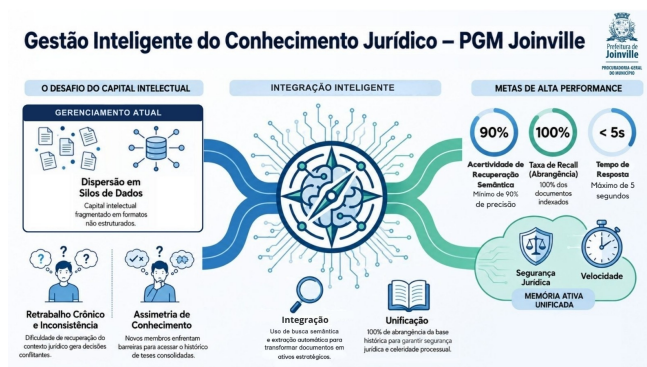 Gestão Inteligente do Conhecimento Jurídico – PGM Joinville
Prefeitura de
Joinville
PROCURADORIA-GERAL
DO MUNICÍPIO
O DESAFIO DO CAPITAL INTELECTUAL
GERENCIAMENTO ATUAL
Dispersão em
Silos de Dados
Capital intelectual
fragmentado em formatos
não estruturados.
? ? ?
Retrabalho Crônico
e Inconsistência
Dificuldade de recuperação do
contexto jurídico gera decisões
conflitantes.
?
Assimetria de
Conhecimento
Novos membros enfrentam
barreiras para acessar o histórico
de teses consolidadas.
INTEGRAÇÃO INTELIGENTE
Integração
Uso de busca semântica
e extração automática para
transformar documentos em
ativos estratégicos.
Unificação
100% de abrangência da base
histórica para garantir segurança
jurídica e celeridade processual.
METAS DE ALTA PERFORMANCE
90%
Acertividade de
Recuperação
Semântica
Mínimo de 90%
de precisão
100%
Taxa de Recall
(Abrangência)
100% dos
documentos
indexados
< 5s
Tempo de
Resposta
Máximo de 5
segundos
Segurança
Jurídica
Velocidade
MEMÓRIA ATIVA
UNIFICADA